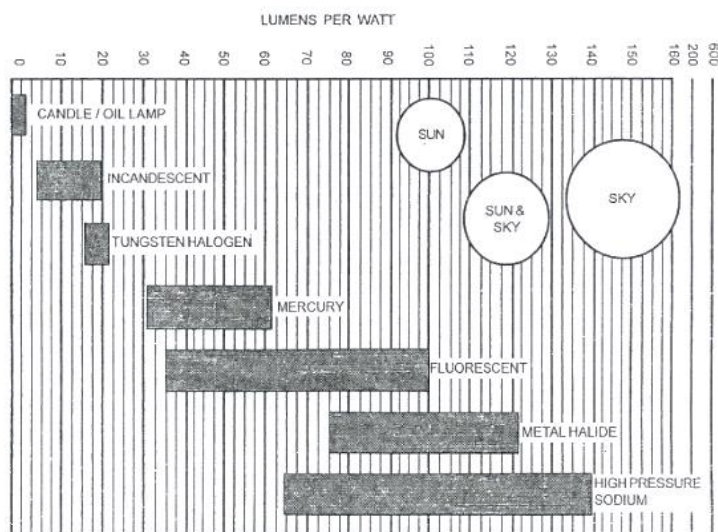 LUMENS PER WATT
0 10 20 30 40 50 60 70 80 90 100 110 120 130 140 150 160 200 600
CANDLE / OIL LAMP
SUN
INCANDESCENT
SUN &
SKY
SKY
TUNGSTEN HALOGEN
MERCURY
FLUORESCENT
METAL HALIDE
HIGH PRESSURE
SODIUM